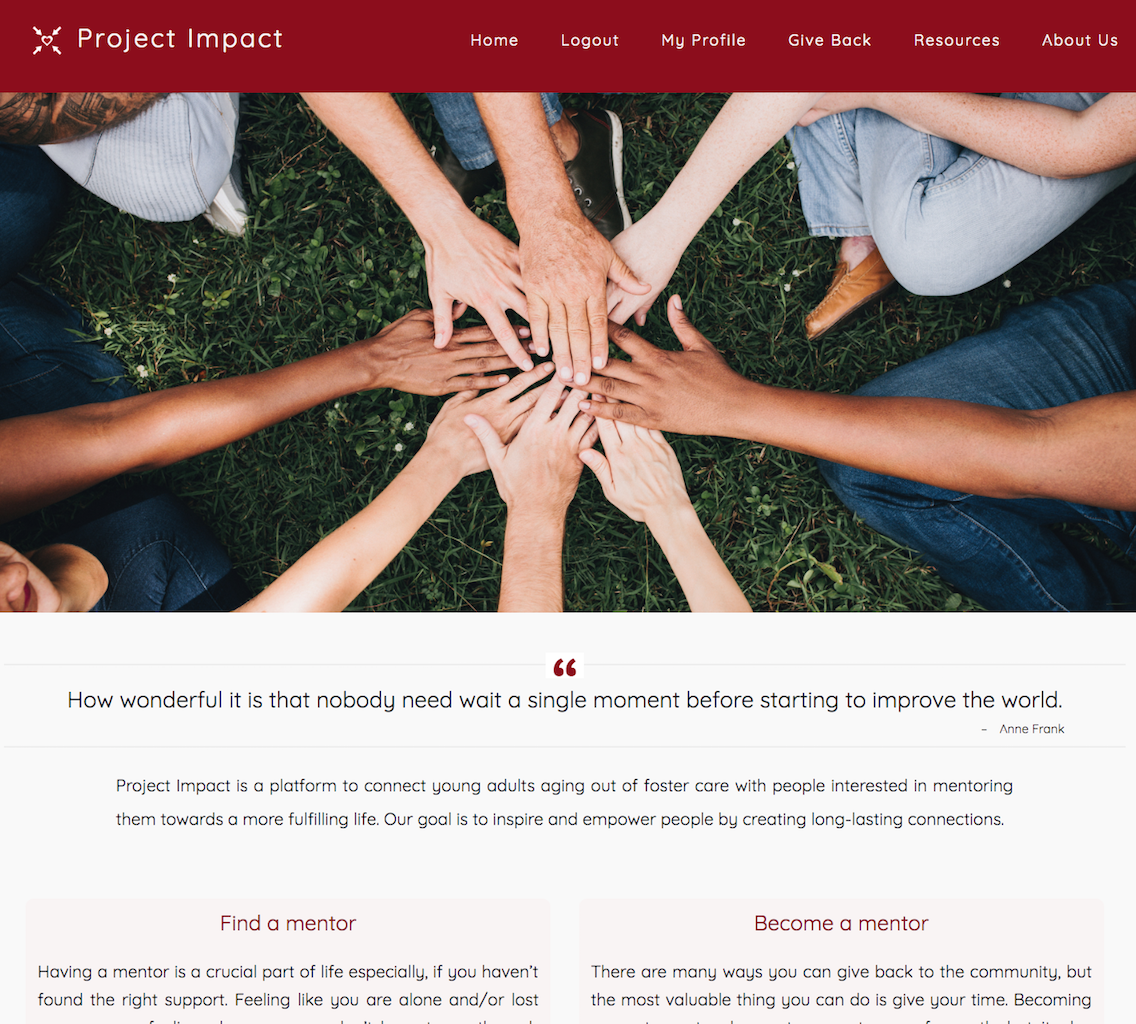 Project Impact
Home Logout My Profile Give Back Resources About Us
“
How wonderful it is that nobody need wait a single moment before starting to improve the world.
– Anne Frank
Project Impact is a platform to connect young adults aging out of foster care with people interested in mentoring
them towards a more fulfilling life. Our goal is to inspire and empower people by creating long-lasting connections.
Find a mentor
Having a mentor is a crucial part of life especially, if you haven’t
found the right support. Feeling like you are alone and/or lost
Become a mentor
There are many ways you can give back to the community, but
the most valuable thing you can do is give your time. Becoming